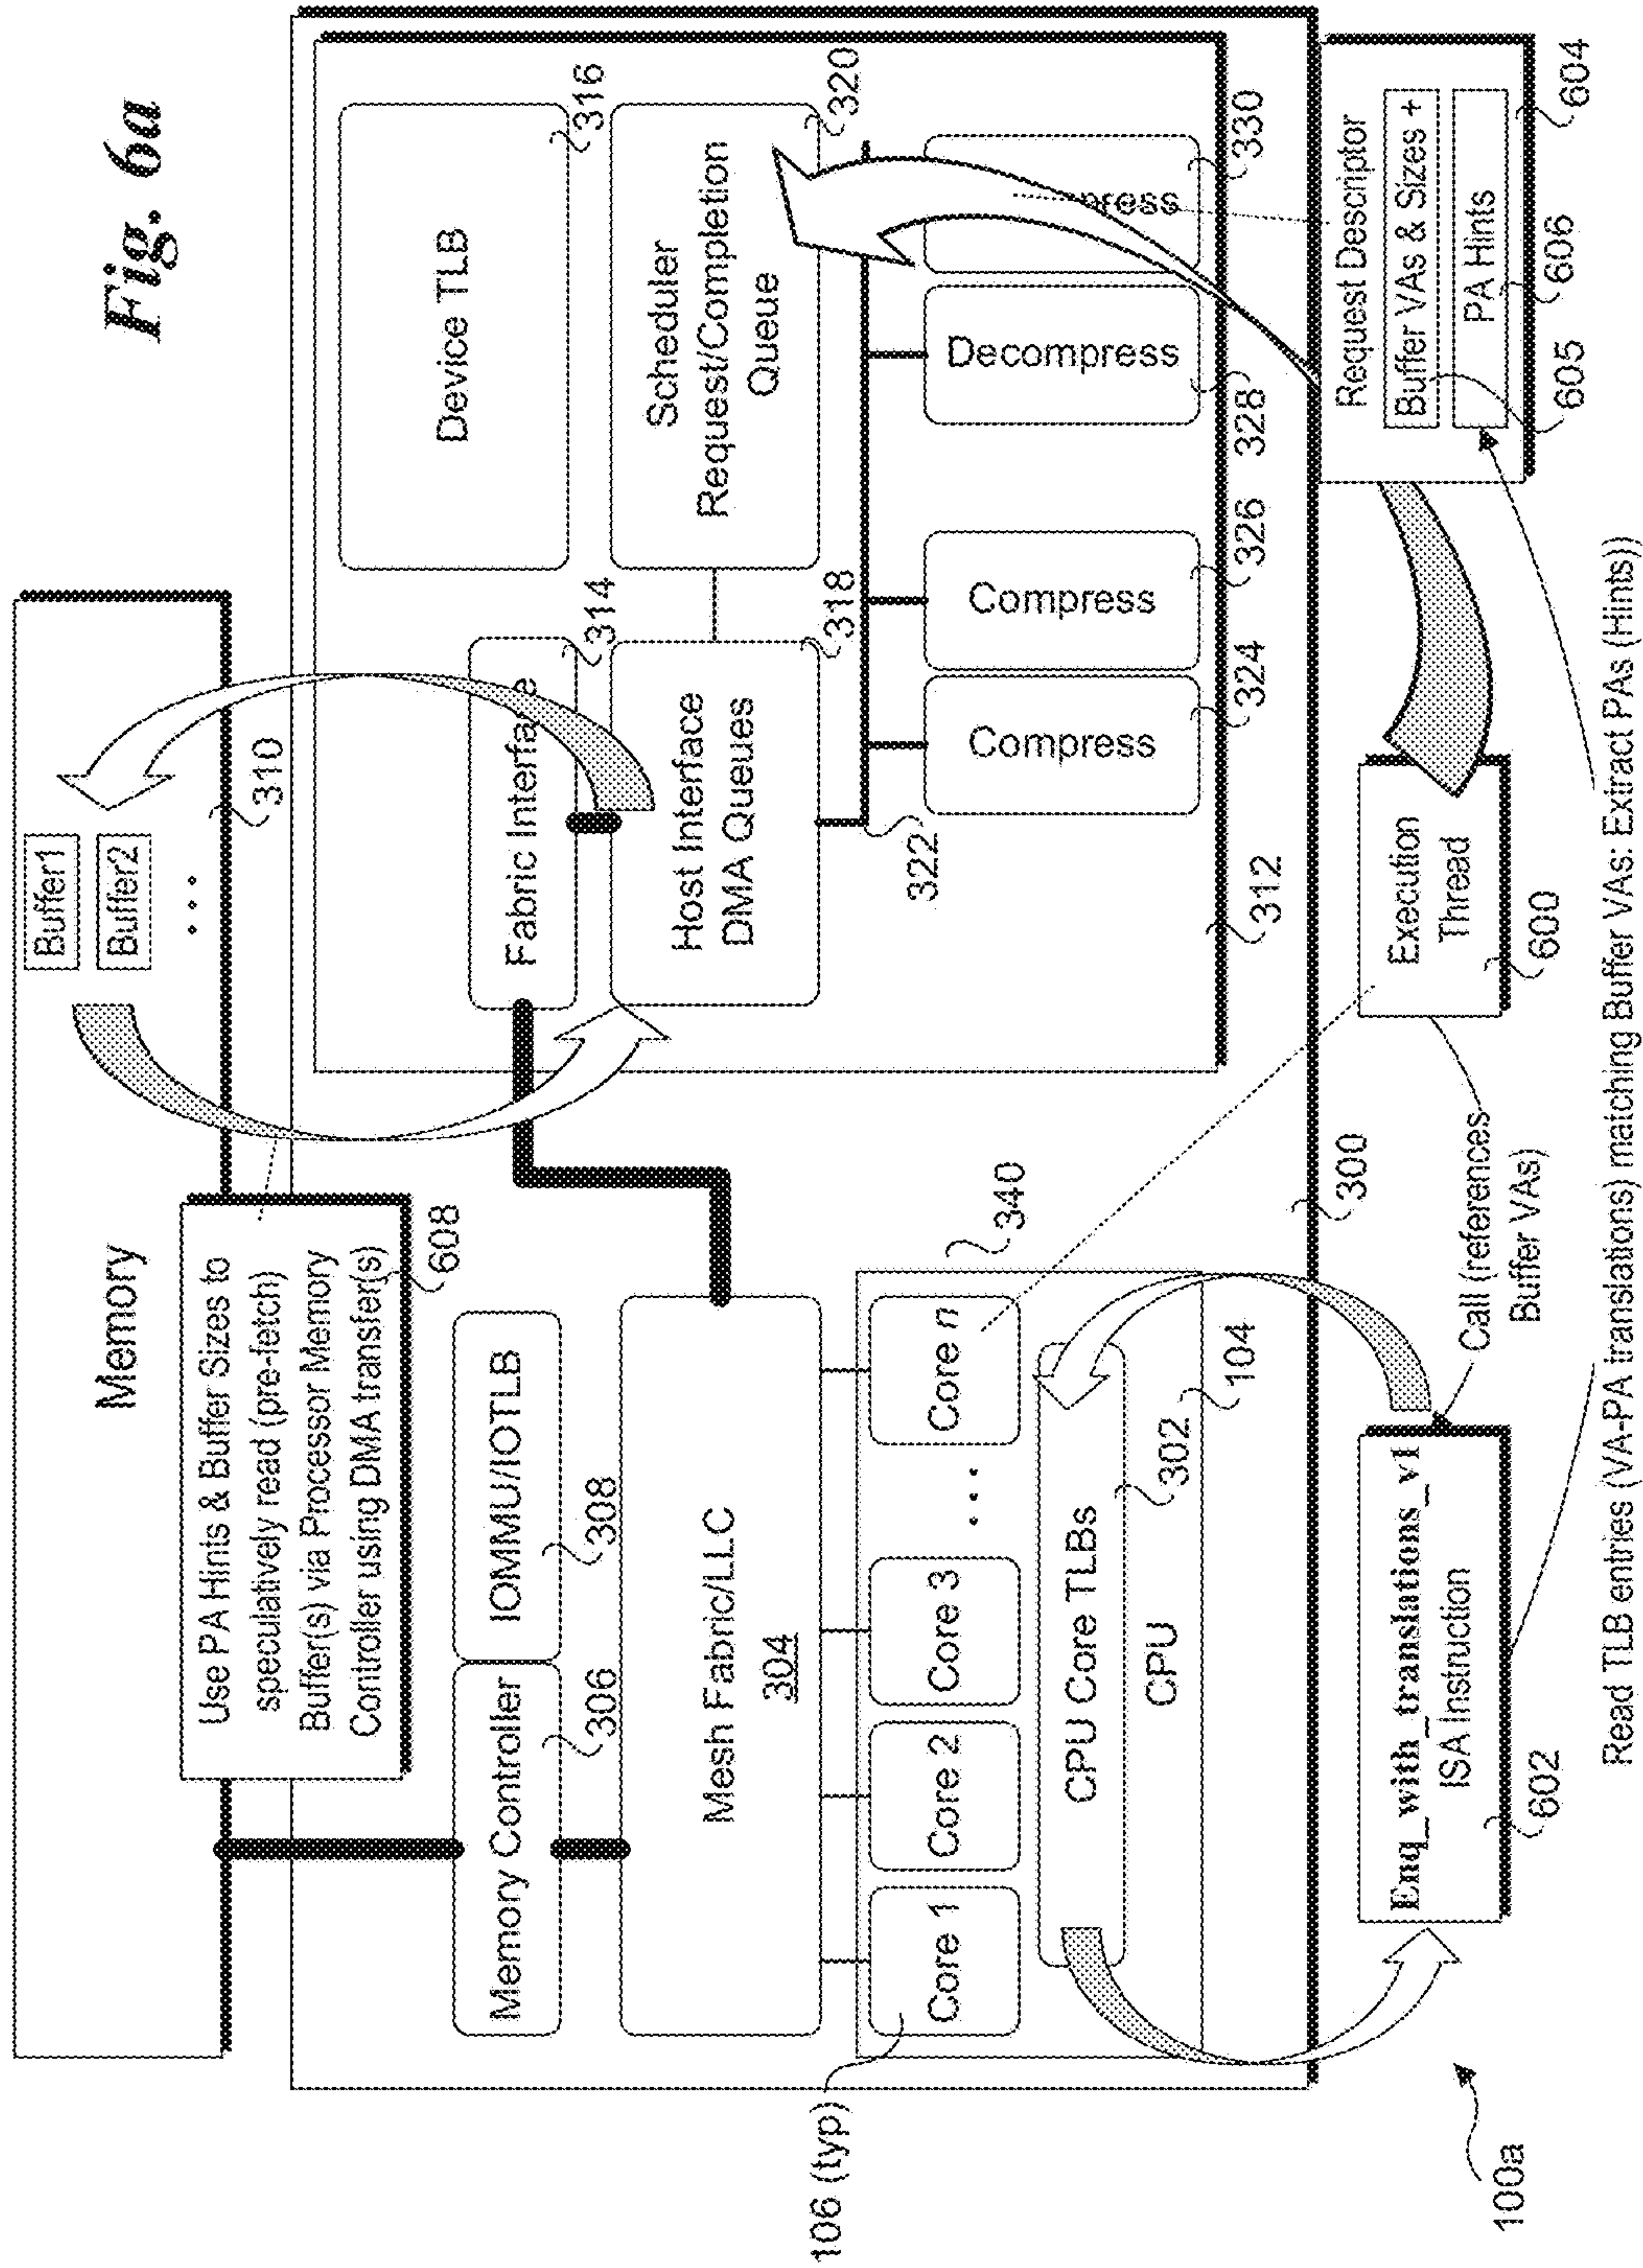 Fig. 6a
Memory
Buffer1
Buffer2
...
310
Use PA Hints & Buffer Sizes to
speculatively read (pre-fetch)
Buffer(s) via Processor Memory
Controller using DMA transfer(s)
608
Memory Controller
306
IOMMU/IOTLB
308
Mesh Fabric/LLC
304
106 (typ)
Core 1
Core 2
Core 3
...
Core n
340
CPU Core TLBs
302
CPU
104
Fabric Interface
314
Device TLB
316
Host Interface
DMA Queues
318
Scheduler
Request/Completion
Queue
320
322
Compress
324
Compress
326
Decompress
328
press
330
312
300
Enq_with_translations_v1
ISA Instruction
602
Call (references
Buffer VAs)
Execution
Thread
600
Request Descriptor
Buffer VAs & Sizes +
PA Hints
605
606
604
Read TLB entries (VA-PA translations) matching Buffer VAs: Extract PAs (Hints))
100a